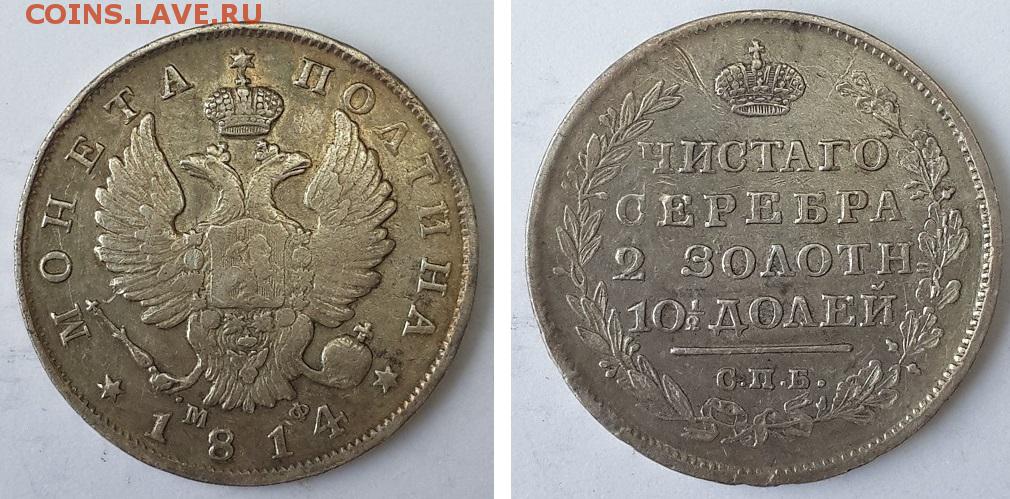 COINS.LAVE.RU
МОНЕТА ПОЛТИНА
М Ф
1814
ЧИСТАГО
СЕРЕБРА
2 ЗОЛОТН
10½ ДОЛЕЙ
С.П.Б.